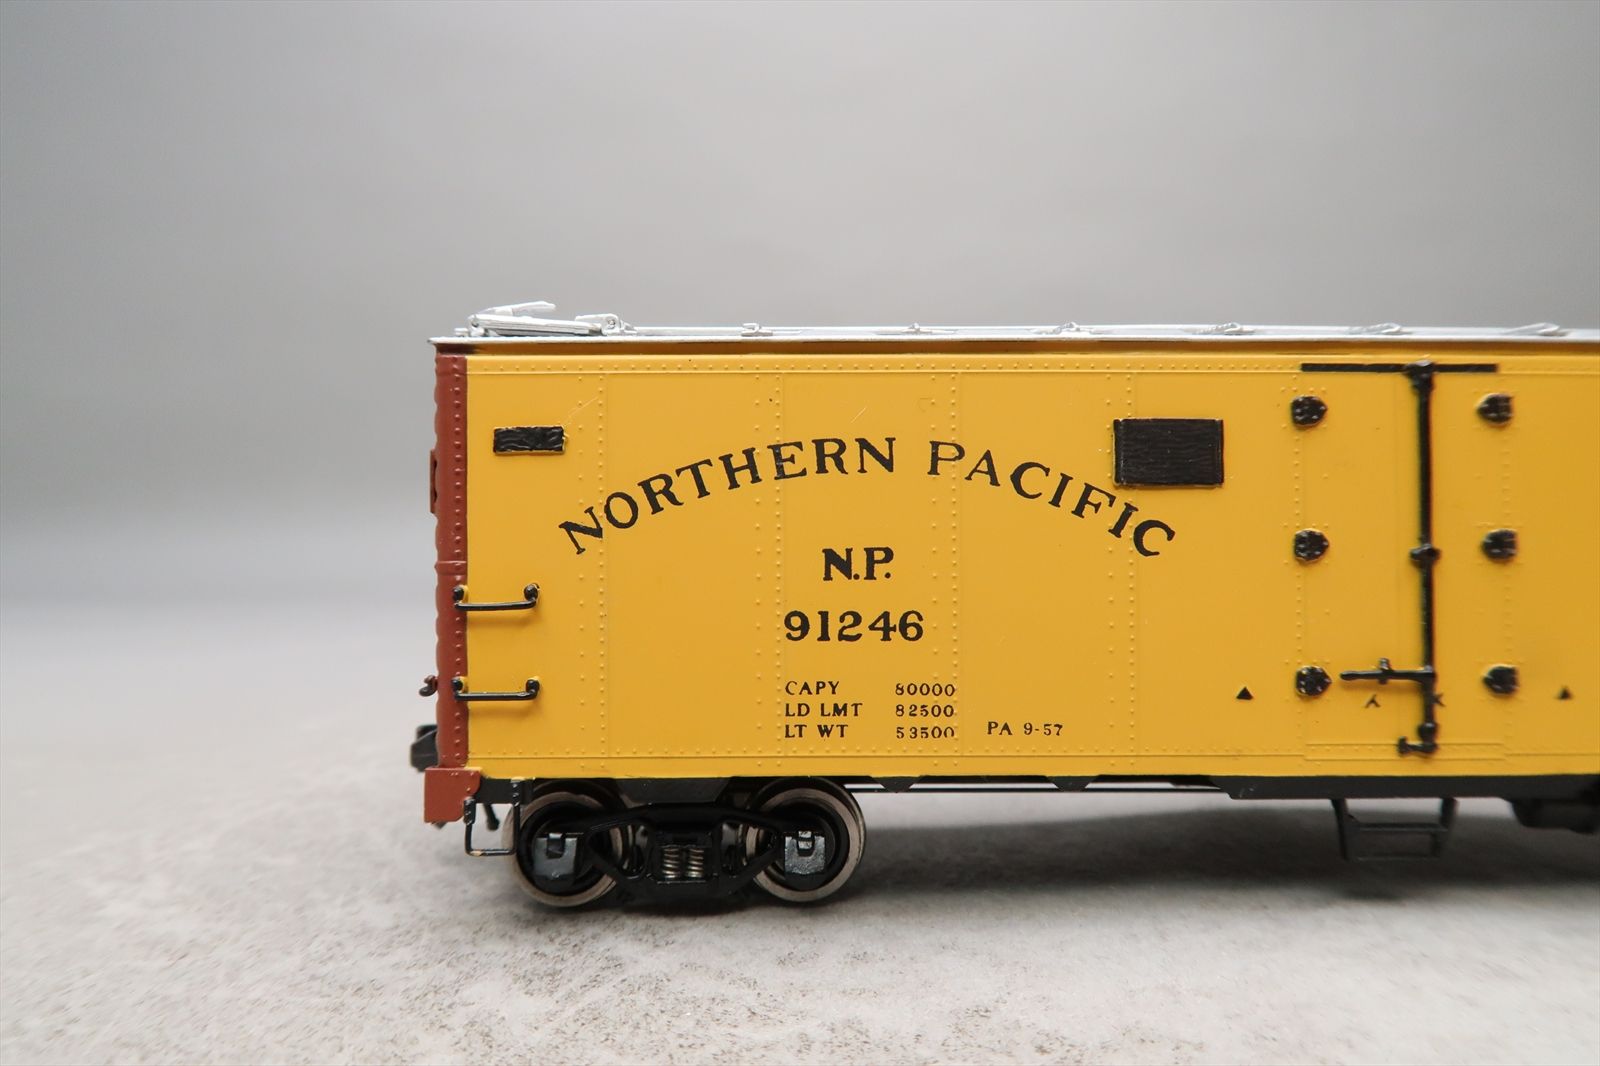 NORTHERN PACIFIC
N.P.
91246
CAPY 80000
LD LMT 82500
LT WT 53500 PA 9-57